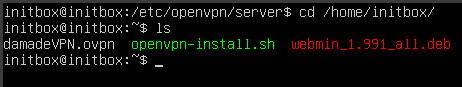 initbox@initbox:/etc/openvpn/server$ cd /home/initbox/
initbox@initbox:~$ ls
damadeVPN.ovpn  openvpn-install.sh  webmin_1.991_all.deb
initbox@initbox:~$ _